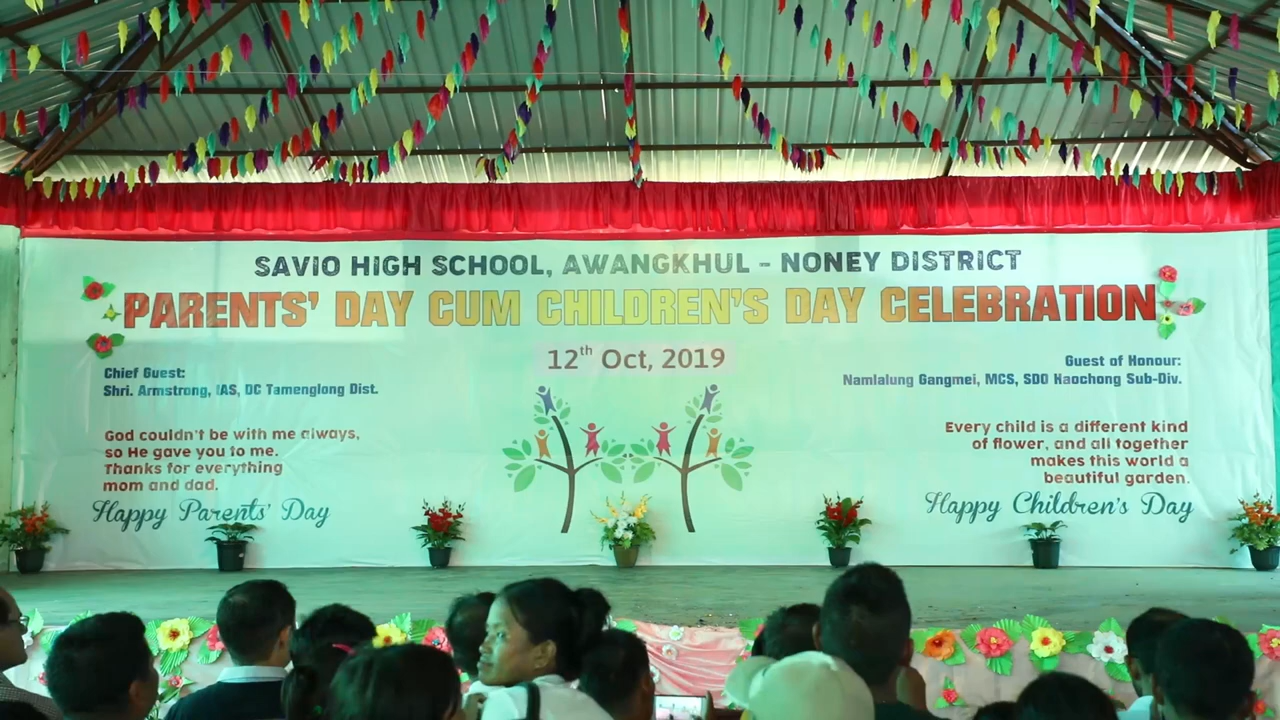 SAVIO HIGH SCHOOL, AWANGKHUL - NONEY DISTRICT
PARENTS' DAY CUM CHILDREN'S DAY CELEBRATION
12th Oct, 2019
Chief Guest:
Shri. Armstrong, IAS, DC Tamenglong Dist.
God couldn't be with me always,
so He gave you to me.
Thanks for everything
mom and dad.
Happy Parents' Day
Guest of Honour:
Namlalung Gangmei, MCS, SDO Haochong Sub-Div.
Every child is a different kind
of flower, and all together
makes this world a
beautiful garden.
Happy Children's Day